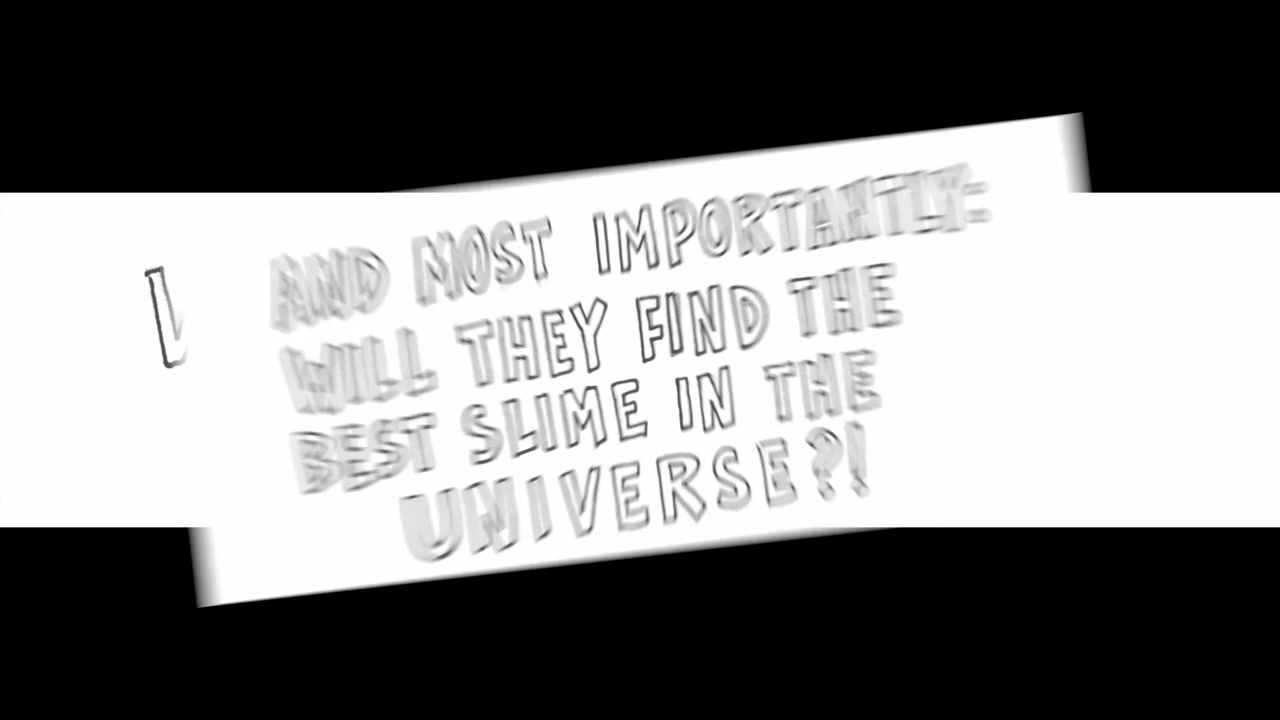 AND MOST IMPORTANTLY:
WILL THEY FIND THE
BEST SLIME IN THE
UNIVERSE?!